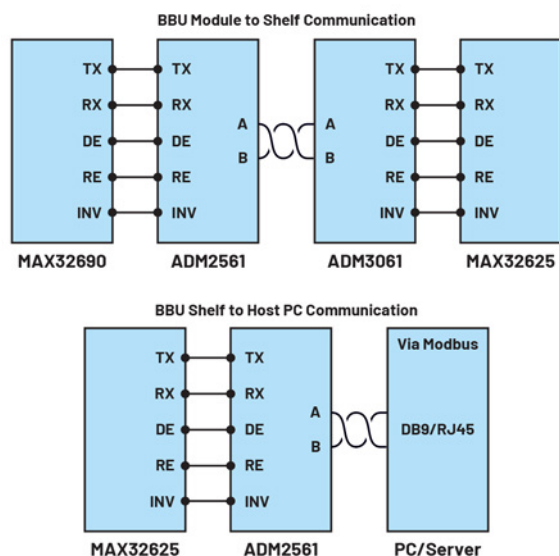 BBU Module to Shelf Communication
TX TX TX TX
RX RX RX RX
A A
DE DE DE DE
B B
RE RE RE RE
INV INV INV INV
MAX32690 ADM2561 ADM3061 MAX32625
BBU Shelf to Host PC Communication
Via Modbus
TX TX
RX RX
A
DE DE DB9/RJ45
B
RE RE
INV INV
MAX32625 ADM2561 PC/Server